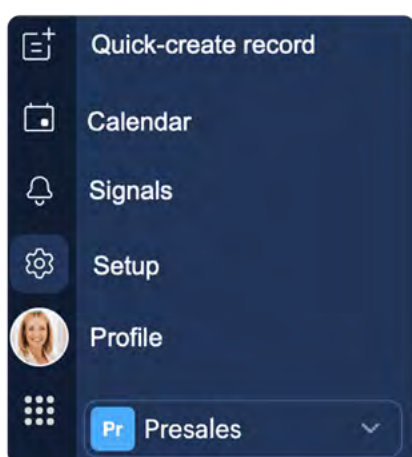 Quick-create record
Calendar
Signals
Setup
Profile
Pr Presales